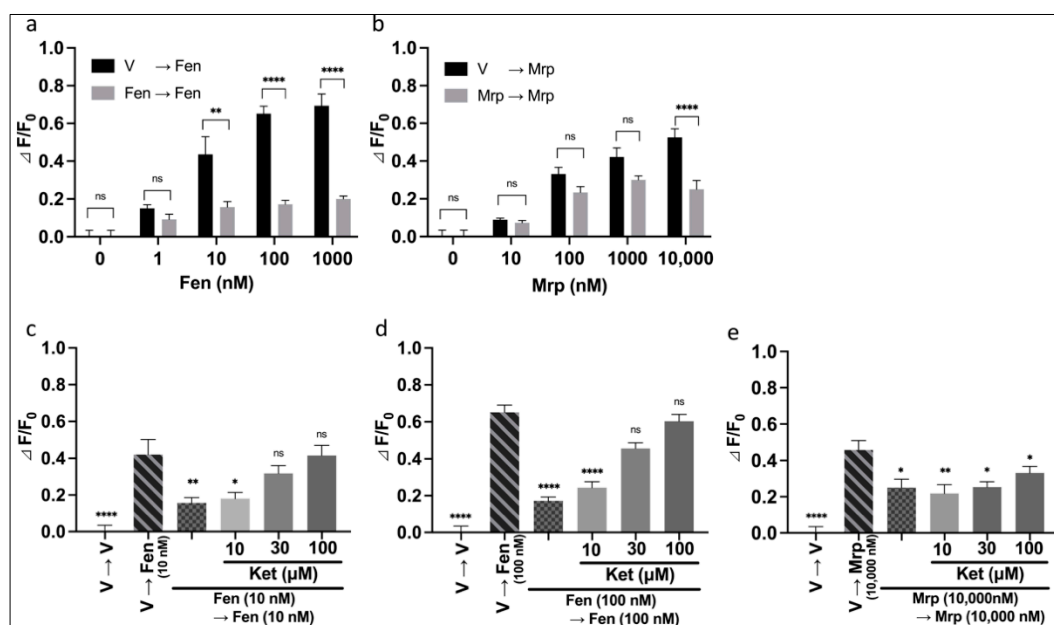 a
1.0
0.8
0.6
0.4
0.2
0.0
⊿ F/F0
V → Fen
Fen → Fen
ns
ns
**
****
****
0 1 10 100 1000
Fen (nM)
b
1.0
0.8
0.6
0.4
0.2
0.0
⊿ F/F0
V → Mrp
Mrp → Mrp
ns
ns
ns
ns
****
0 10 100 1000 10,000
Mrp (nM)
c
1.0
0.8
0.6
0.4
0.2
0.0
⊿ F/F0
****
**
*
ns
ns
V → V
V → Fen
(10 nM)
10 30 100
Ket (μM)
Fen (10 nM)
→ Fen (10 nM)
d
1.0
0.8
0.6
0.4
0.2
0.0
⊿ F/F0
****
****
****
ns
ns
V → V
V → Fen
(100 nM)
10 30 100
Ket (μM)
Fen (100 nM)
→ Fen (100 nM)
e
1.0
0.8
0.6
0.4
0.2
0.0
⊿ F/F0
****
*
**
*
*
V → V
V → Mrp
(10,000 nM)
10 30 100
Ket (μM)
Mrp (10,000nM)
→ Mrp (10,000 nM)